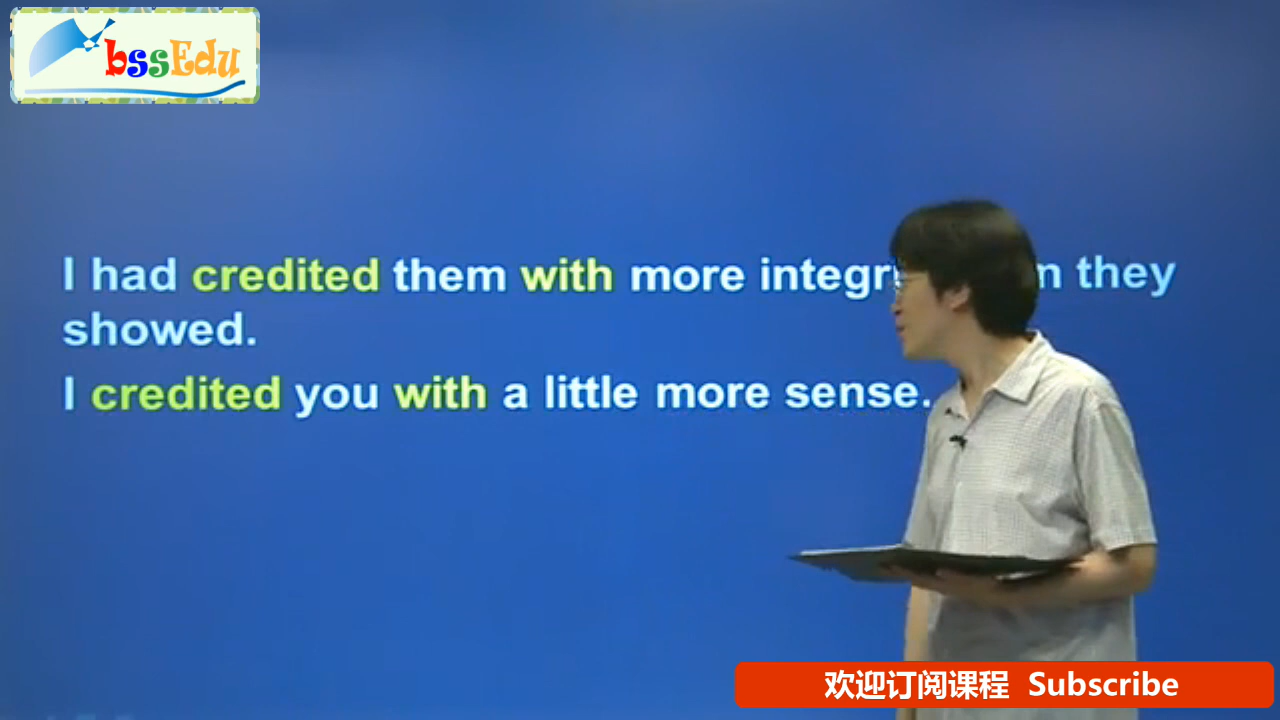 bssEdu
I had credited them with more they
showed.
I credited you with a little more sense.
欢迎订阅课程 Subscribe